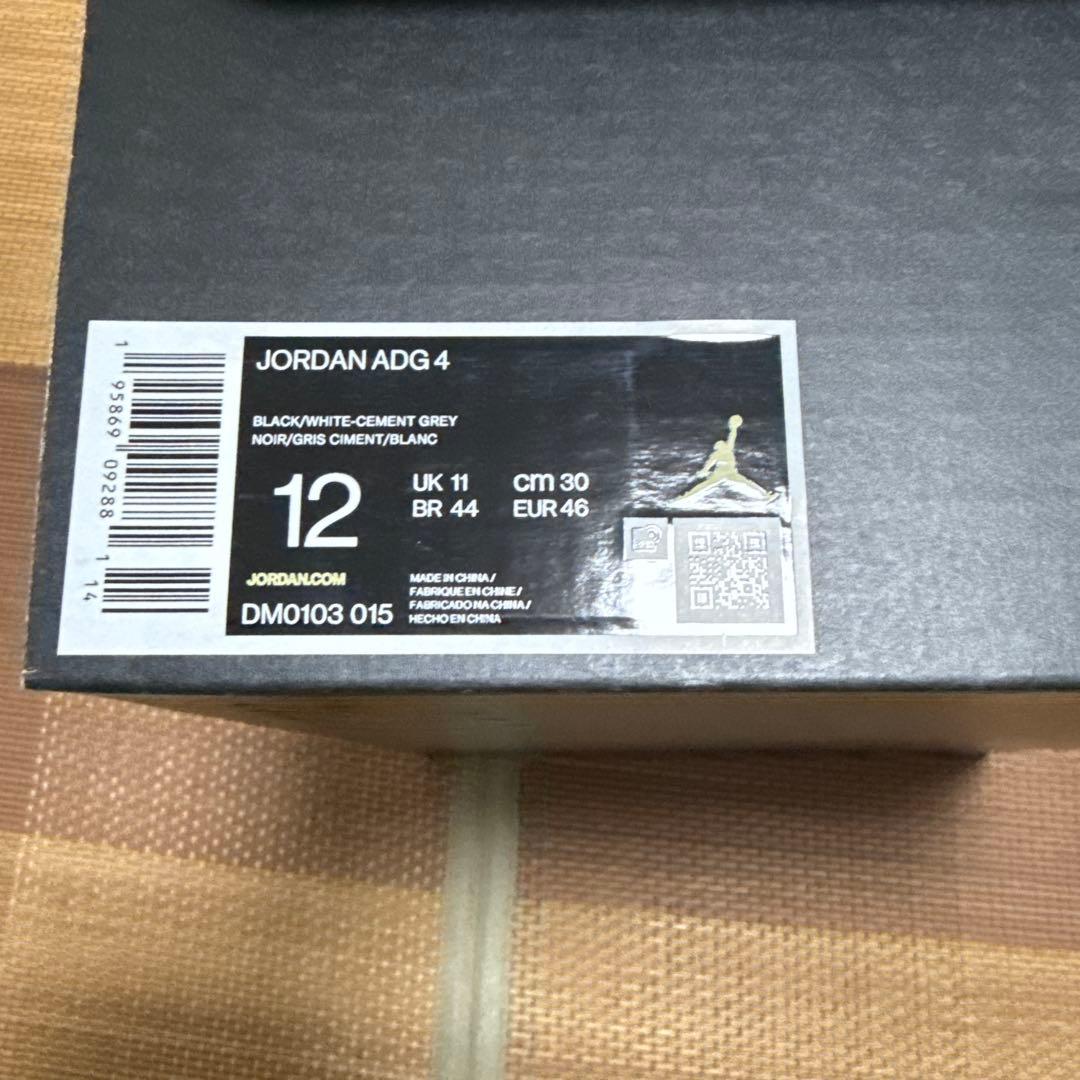 JORDAN ADG 4
BLACK/WHITE-CEMENT GREY
NOIR/GRIS CIMENT/BLANC
12
UK 11 cm 30
BR 44 EUR 46
JORDAN.COM
DM0103 015
MADE IN CHINA /
FABRIQUE EN CHINE/
FABRICADO NA CHINA /
HECHO EN CHINA
1 95869 09288 1 14